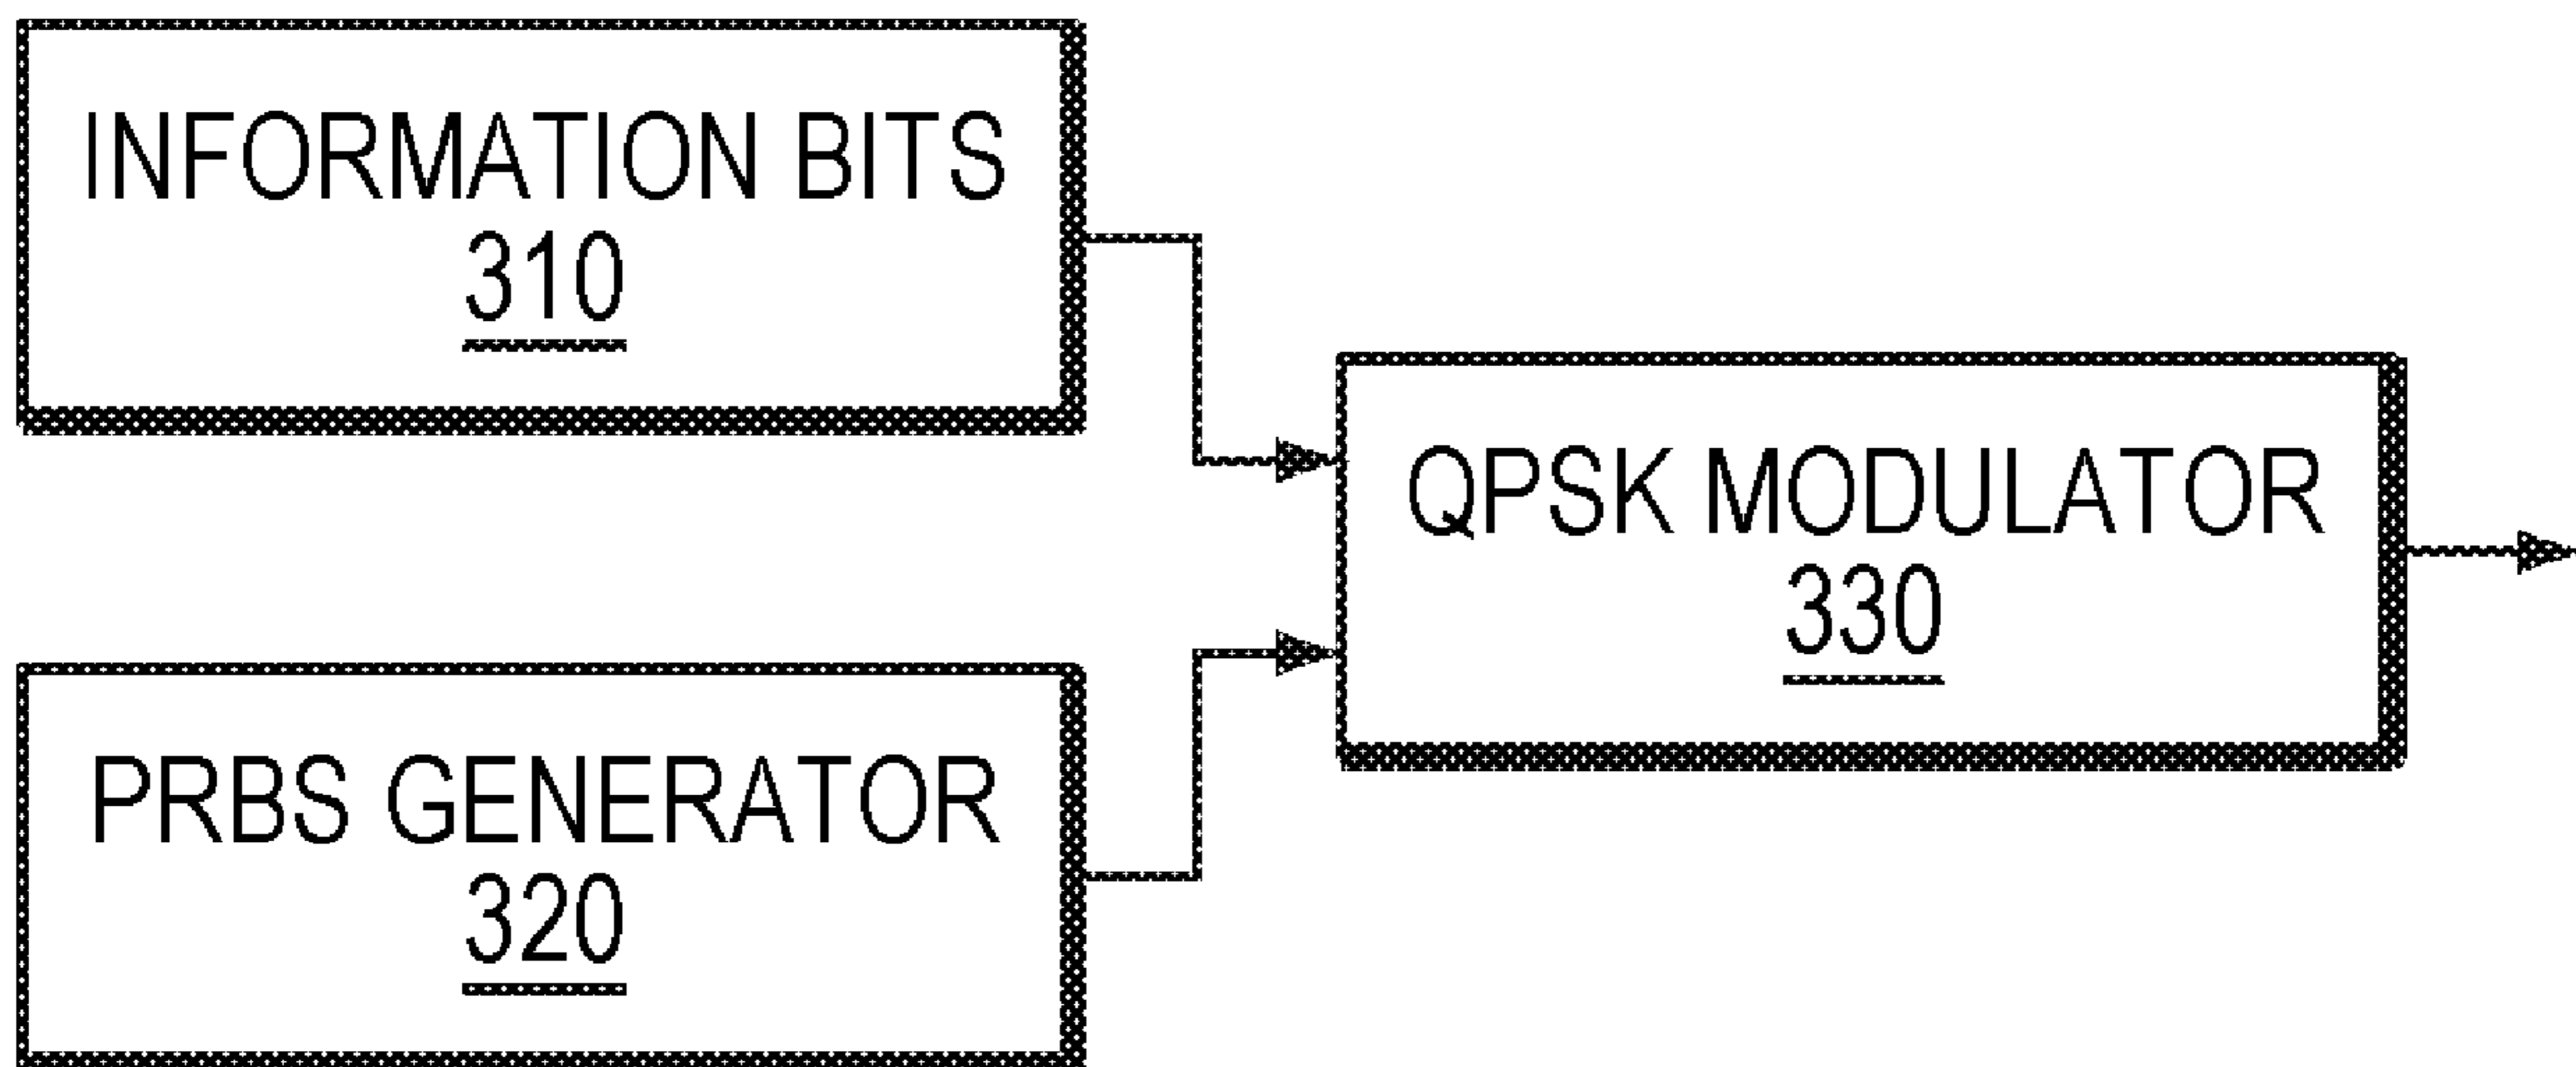 INFORMATION BITS
310
QPSK MODULATOR
330
PRBS GENERATOR
320